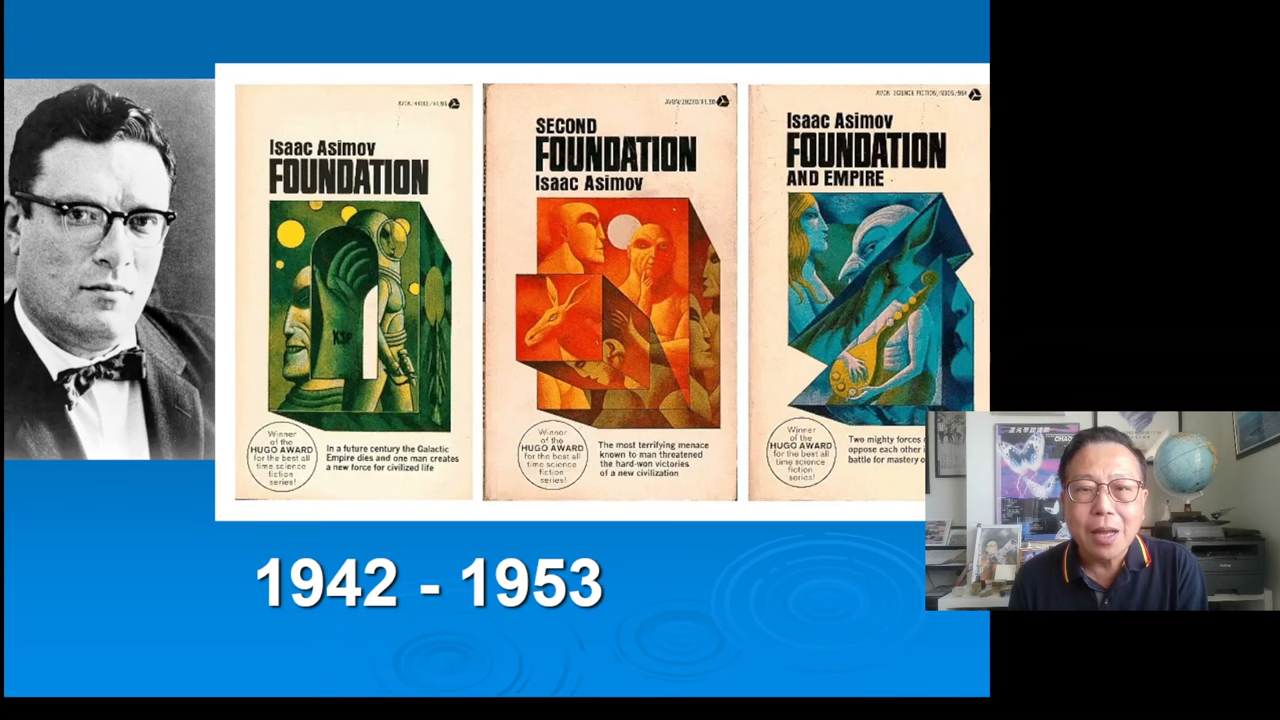 Isaac Asimov
FOUNDATION
Winner
of the
HUGO AWARD
for the best all
time science
fiction
series!
In a future century the Galactic
Empire dies and one man creates
a new force for civilized life
SECOND
FOUNDATION
Isaac Asimov
Winner
of the
HUGO AWARD
for the best all
time science
fiction
series!
The most terrifying menace
known to man threatened
the hard-won victories
of a new civilization
Isaac Asimov
FOUNDATION
AND EMPIRE
Winner
of the
HUGO AWARD
for the best all
time science
fiction
series!
Two mighty forces
oppose each other
battle for mastery
1942 - 1953